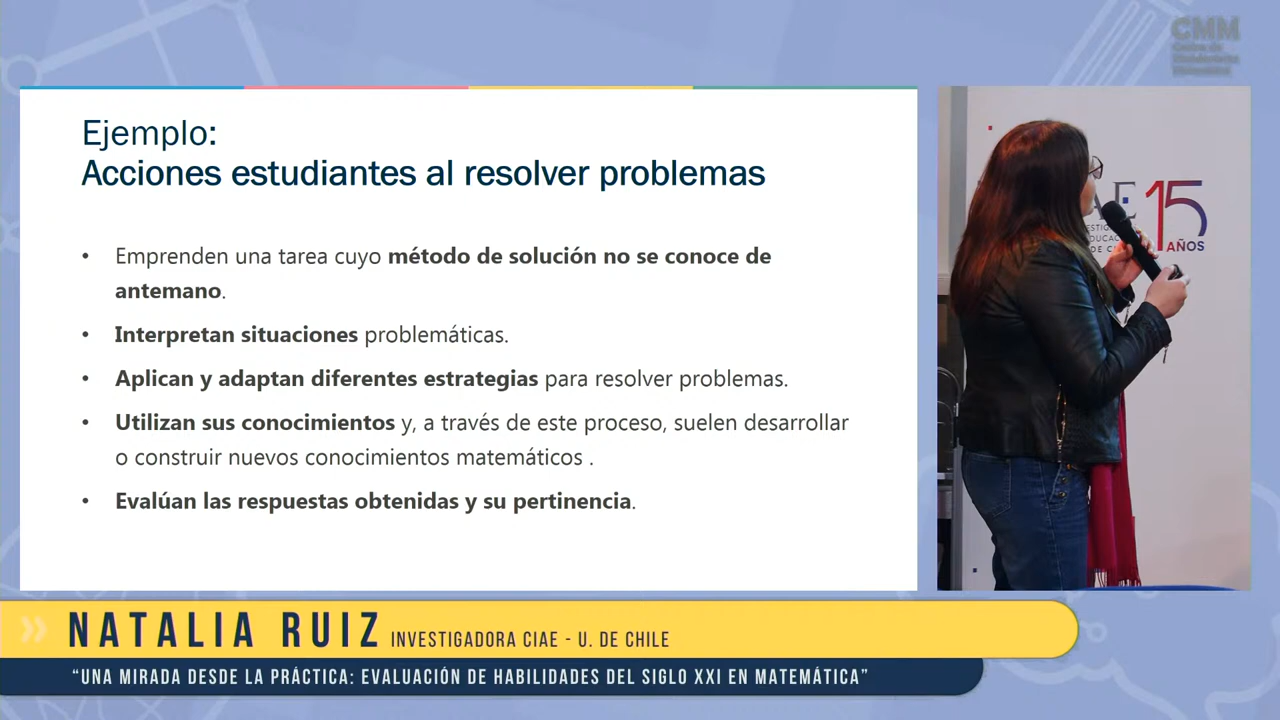 CMM
Ejemplo:
Acciones estudiantes al resolver problemas
• Emprenden una tarea cuyo método de solución no se conoce de
antemano.
• Interpretan situaciones problemáticas.
• Aplican y adaptan diferentes estrategias para resolver problemas.
• Utilizan sus conocimientos y, a través de este proceso, suelen desarrollar
o construir nuevos conocimientos matemáticos .
• Evalúan las respuestas obtenidas y su pertinencia.
AE 15
AÑOS
NATALIA RUIZ INVESTIGADORA CIAE - U. DE CHILE
“UNA MIRADA DESDE LA PRÁCTICA: EVALUACIÓN DE HABILIDADES DEL SIGLO XXI EN MATEMÁTICA”